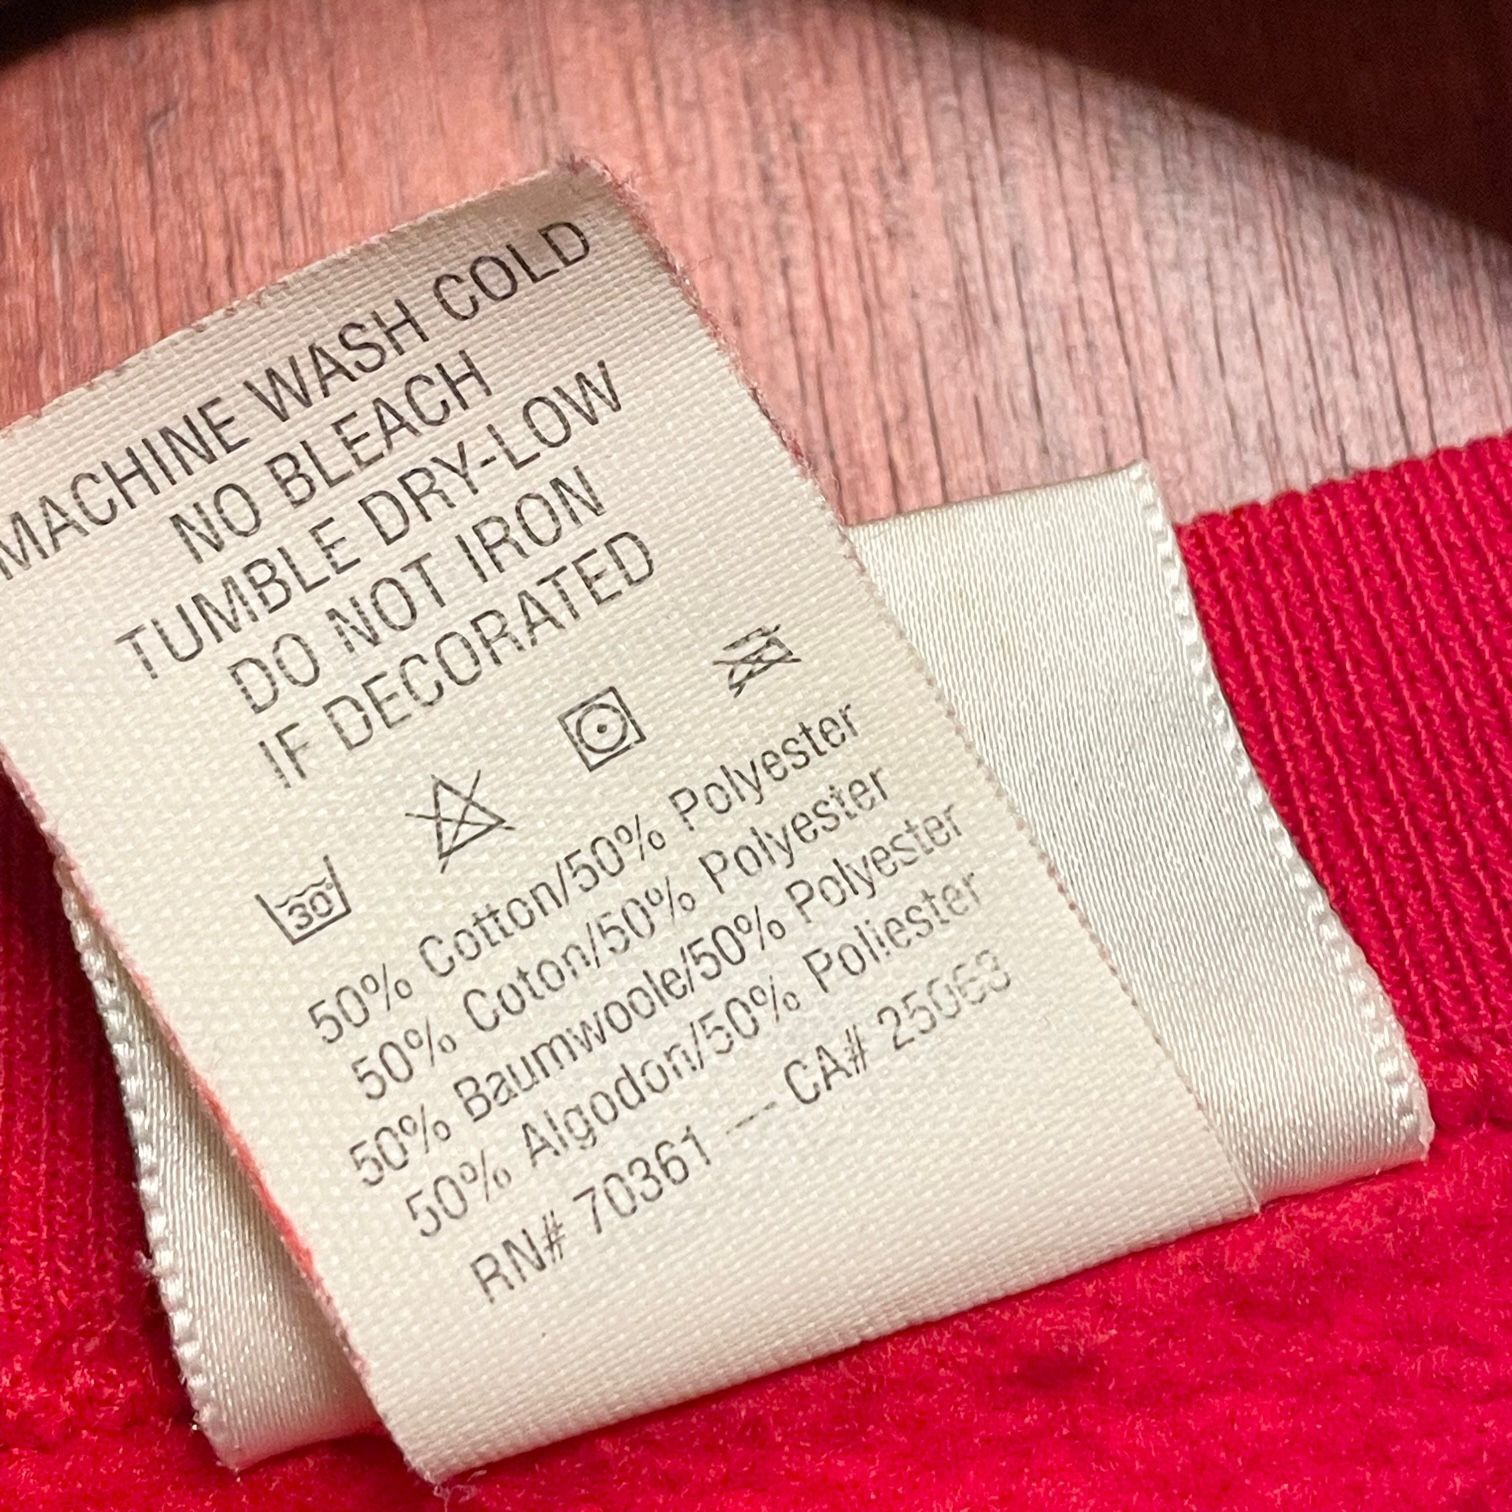 MACHINE WASH COLD
NO BLEACH
TUMBLE DRY-LOW
DO NOT IRON
IF DECORATED
30°
50% Cotton/50% Polyester
50% Coton/50% Polyester
50% Baumwoole/50% Polyester
50% Algodon/50% Poliester
RN# 70361 — CA# 25063